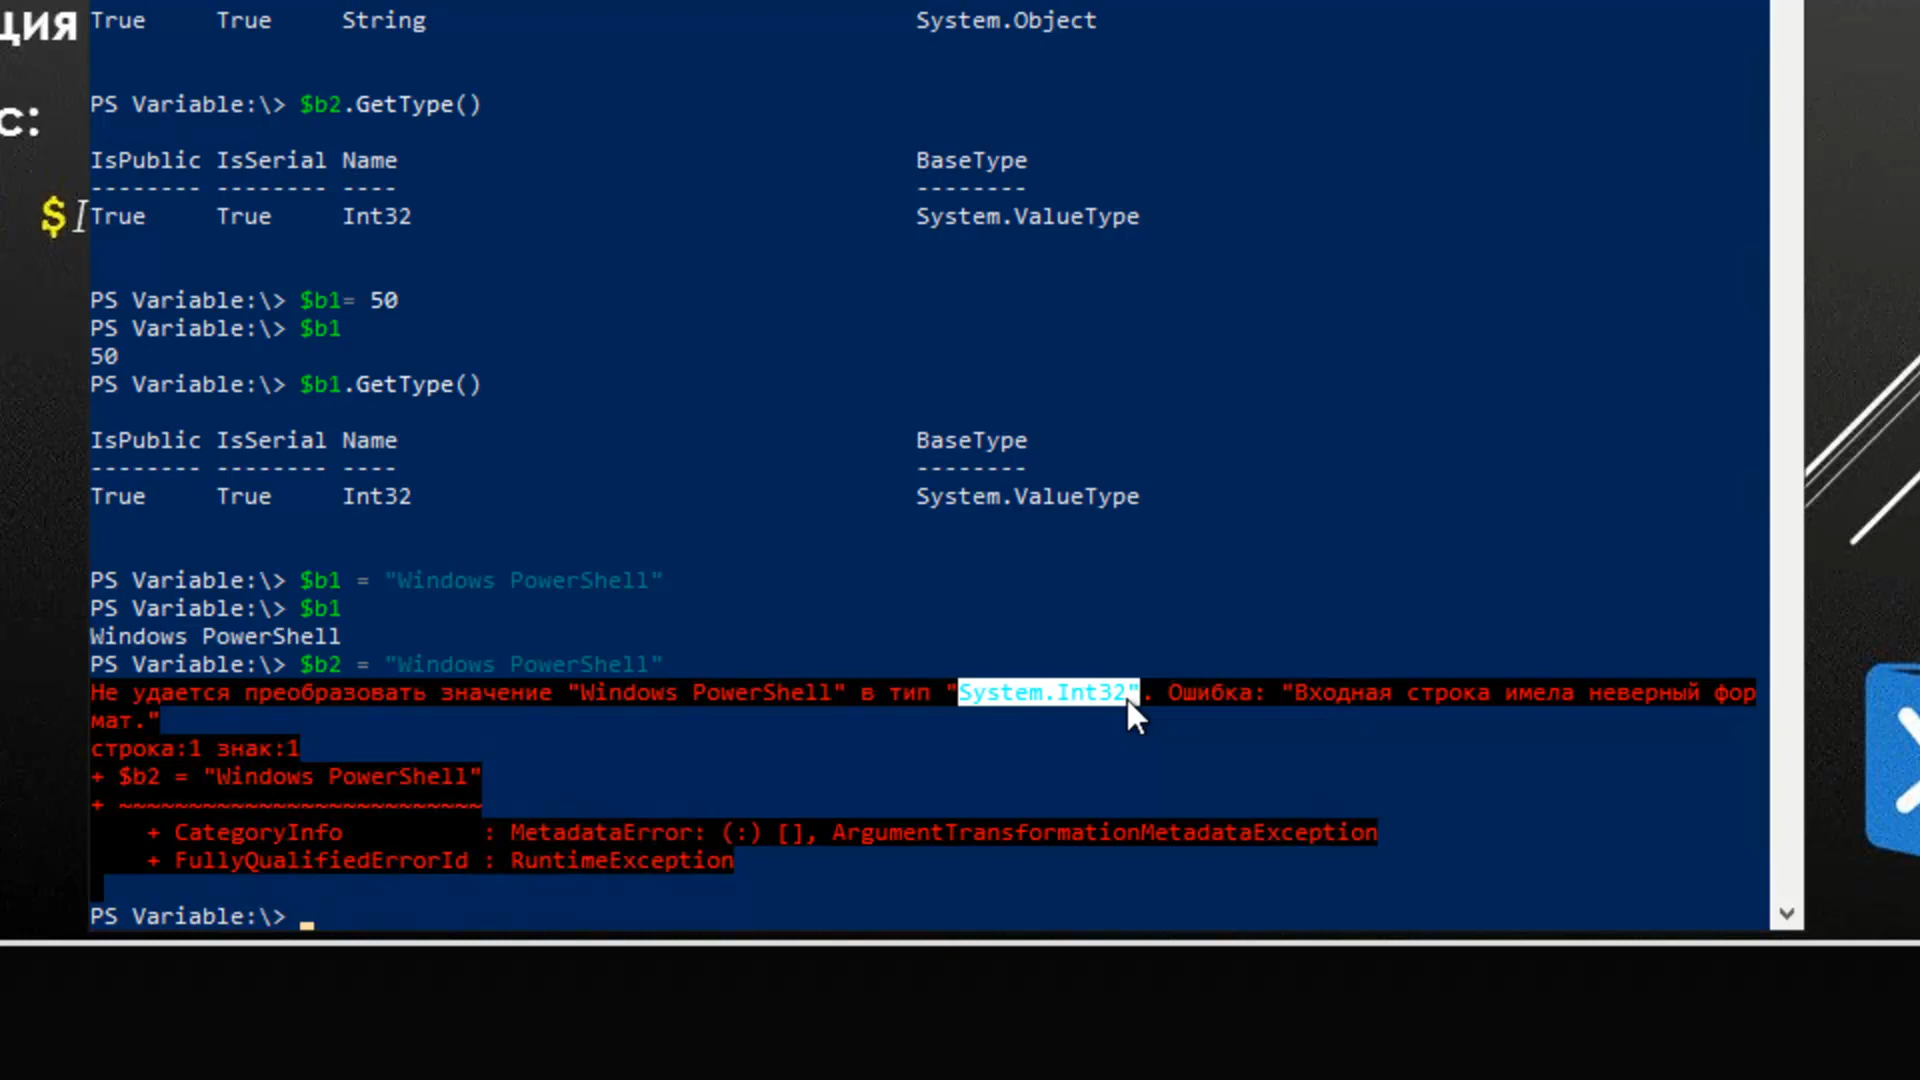 ция
True True String System.Object
PS Variable:\> $b2.GetType()
с:
IsPublic IsSerial Name BaseType
-------- -------- ---- --------
$
True True Int32 System.ValueType
PS Variable:\> $b1= 50
PS Variable:\> $b1
50
PS Variable:\> $b1.GetType()
IsPublic IsSerial Name BaseType
-------- -------- ---- --------
True True Int32 System.ValueType
PS Variable:\> $b1 = "Windows PowerShell"
PS Variable:\> $b1
Windows PowerShell
PS Variable:\> $b2 = "Windows PowerShell"
Не удается преобразовать значение "Windows PowerShell" в тип "System.Int32". Ошибка: "Входная строка имела неверный фор
мат."
строка:1 знак:1
+ $b2 = "Windows PowerShell"
+ ~~~~~~~~~~~~~~~~~~~~~~~~~~
+ CategoryInfo : MetadataError: (:) [], ArgumentTransformationMetadataException
+ FullyQualifiedErrorId : RuntimeException
PS Variable:\>